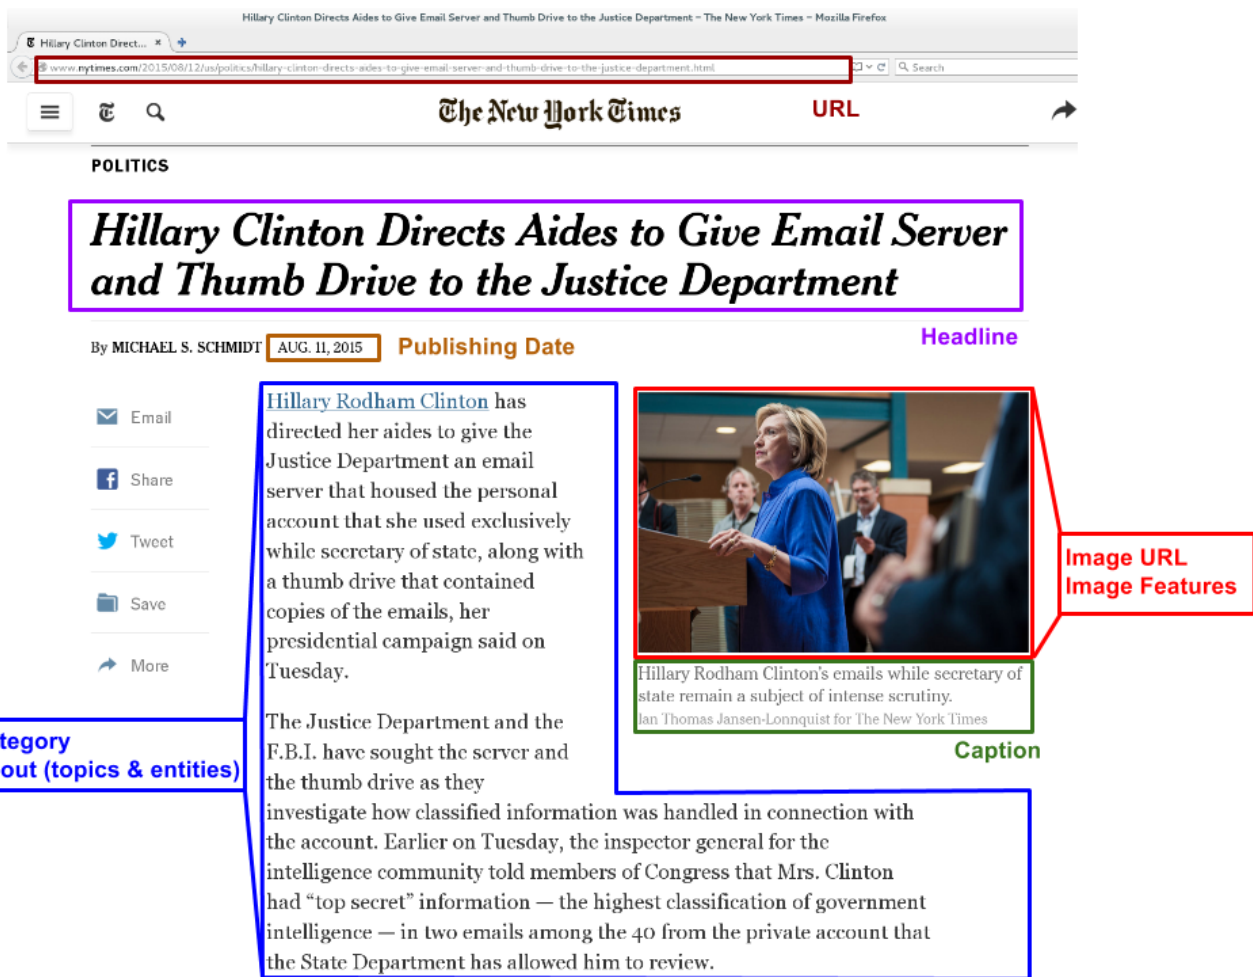 Hillary Clinton Directs Aides to Give Email Server and Thumb Drive to the Justice Department - The New York Times - Mozilla Firefox
Hillary Clinton Direct...
www.nytimes.com/2015/08/12/us/politics/hillary-clinton-directs-aides-to-give-email-server-and-thumb-drive-to-the-justice-department.html
Search
The New York Times
URL
POLITICS
Hillary Clinton Directs Aides to Give Email Server
and Thumb Drive to the Justice Department
Headline
By MICHAEL S. SCHMIDT AUG. 11, 2015 Publishing Date
Email
Share
Tweet
Save
More
Hillary Rodham Clinton has
directed her aides to give the
Justice Department an email
server that housed the personal
account that she used exclusively
while secretary of state, along with
a thumb drive that contained
copies of the emails, her
presidential campaign said on
Tuesday.
Image URL
Image Features
Hillary Rodham Clinton's emails while secretary of
state remain a subject of intense scrutiny.
Ian Thomas Jansen-Lonnquist for The New York Times
Caption
tegory
out (topics & entities)
The Justice Department and the
F.B.I. have sought the server and
the thumb drive as they
investigate how classified information was handled in connection with
the account. Earlier on Tuesday, the inspector general for the
intelligence community told members of Congress that Mrs. Clinton
had “top secret” information — the highest classification of government
intelligence — in two emails among the 40 from the private account that
the State Department has allowed him to review.